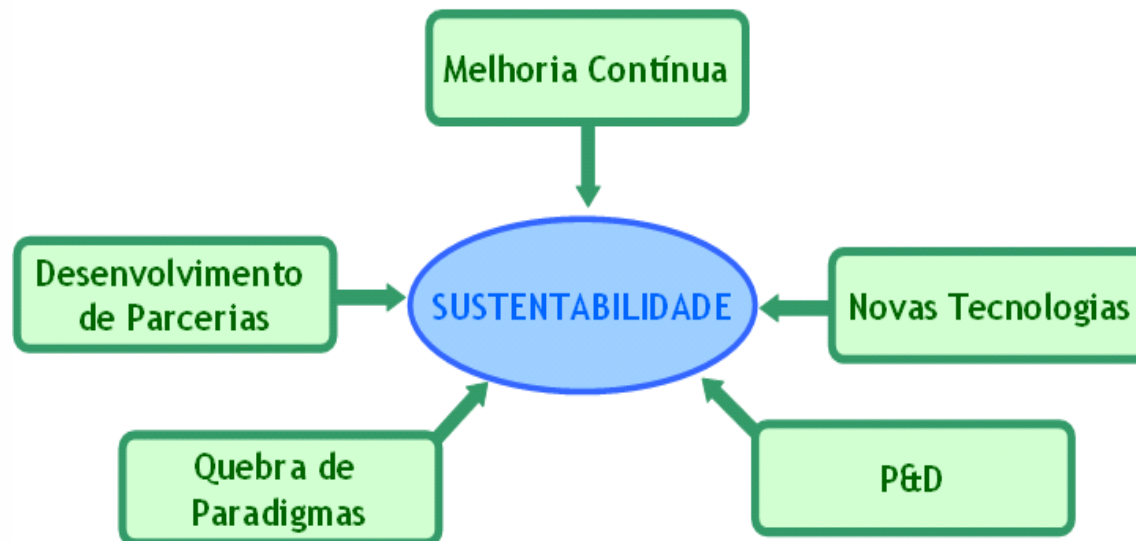 Melhoria Contínua
Desenvolvimento
de Parcerias
SUSTENTABILIDADE
Novas Tecnologias
Quebra de
Paradigmas
P&D